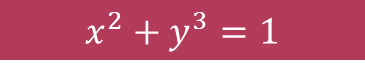 x² + y³ = 1